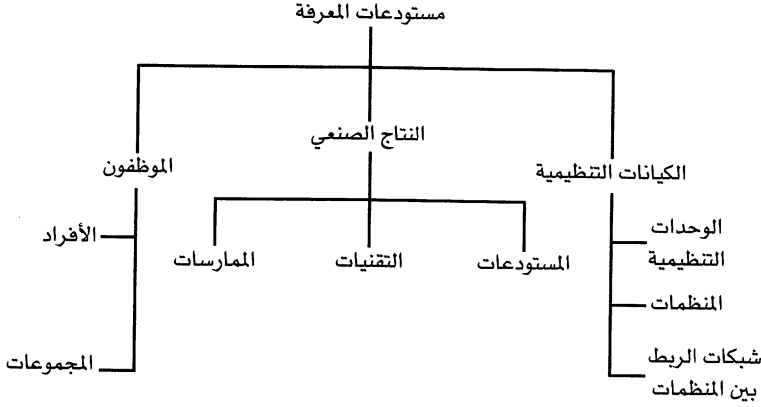 مستودعات المعرفة
النتاج الصنعي
الموظفون
الكيانات التنظيمية
الوحدات
التنظيمية
المنظمات
شبكات الربط
بين المنظمات
المستودعات
التقنيات
الممارسات
الأفراد
المجموعات